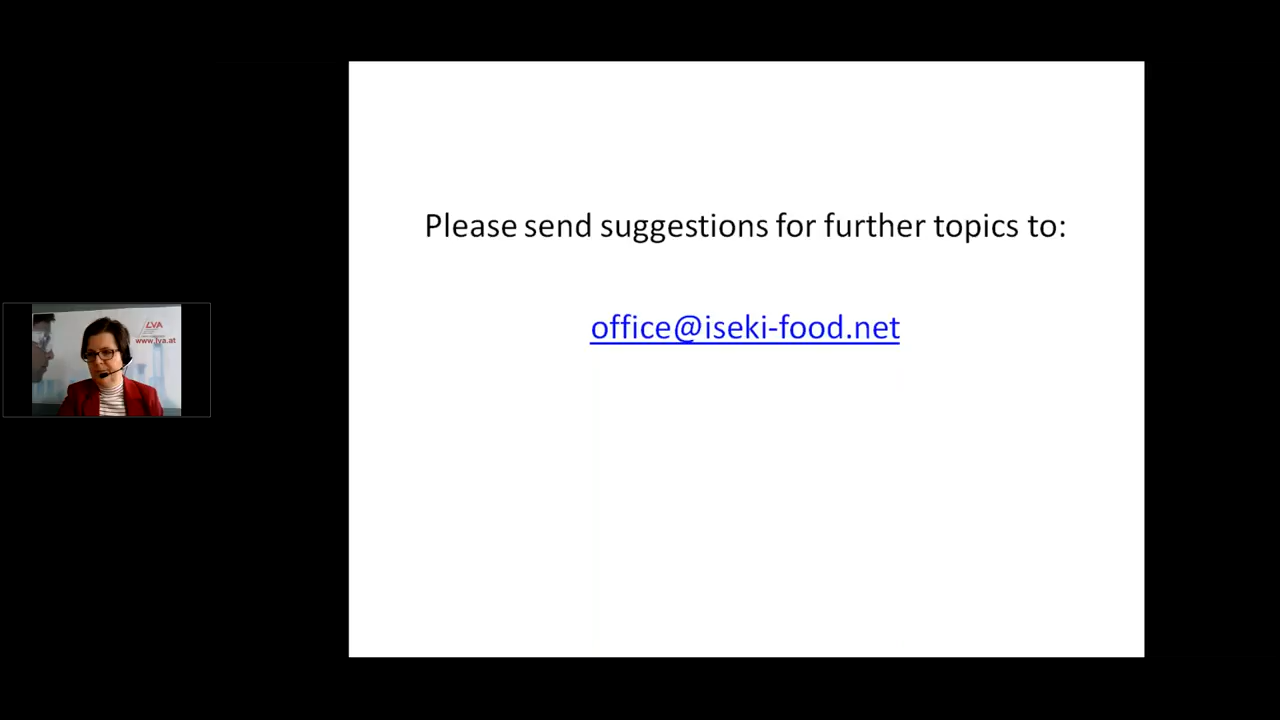 Please send suggestions for further topics to:
office@iseki-food.net
LVA
www.lva.at